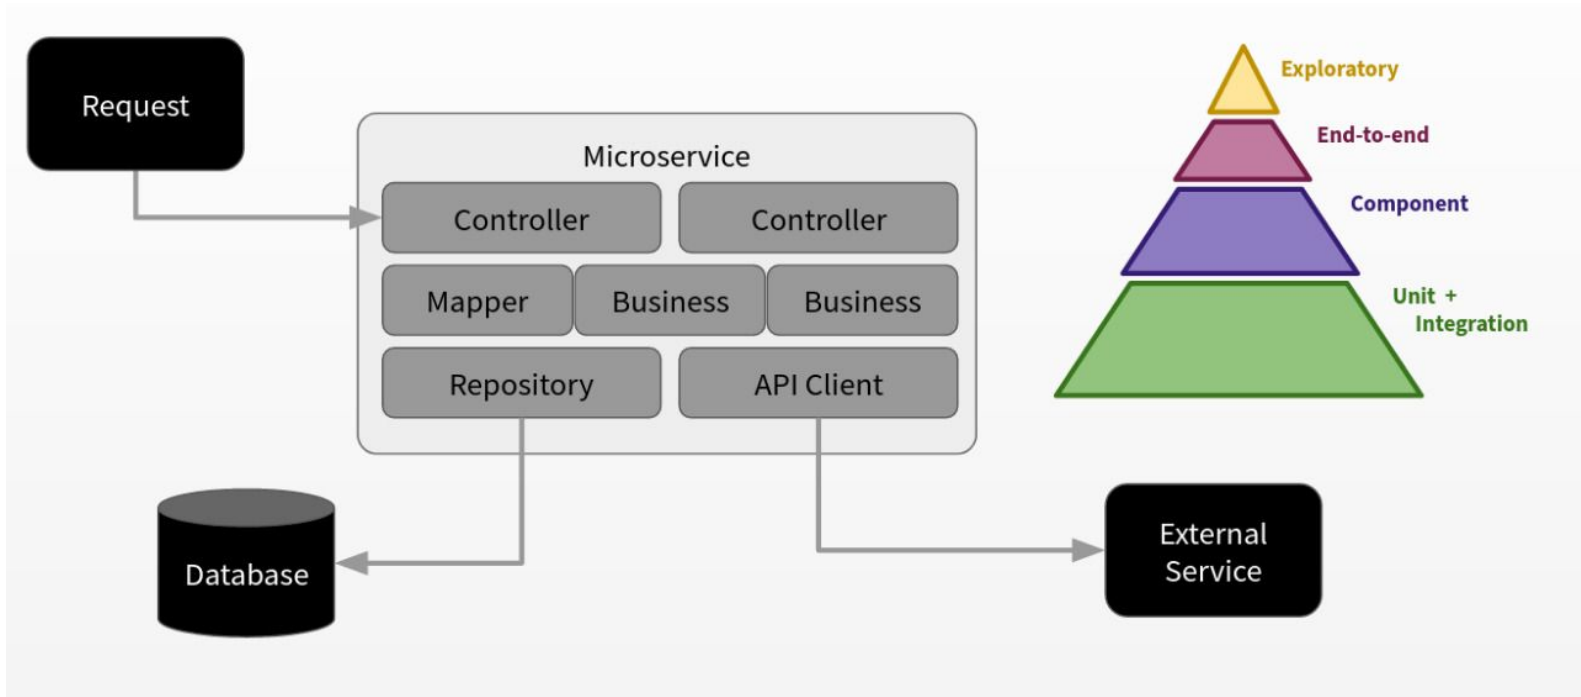 Request
Microservice
Controller
Controller
Mapper
Business
Business
Repository
API Client
Database
External
Service
Exploratory
End-to-end
Component
Unit +
Integration